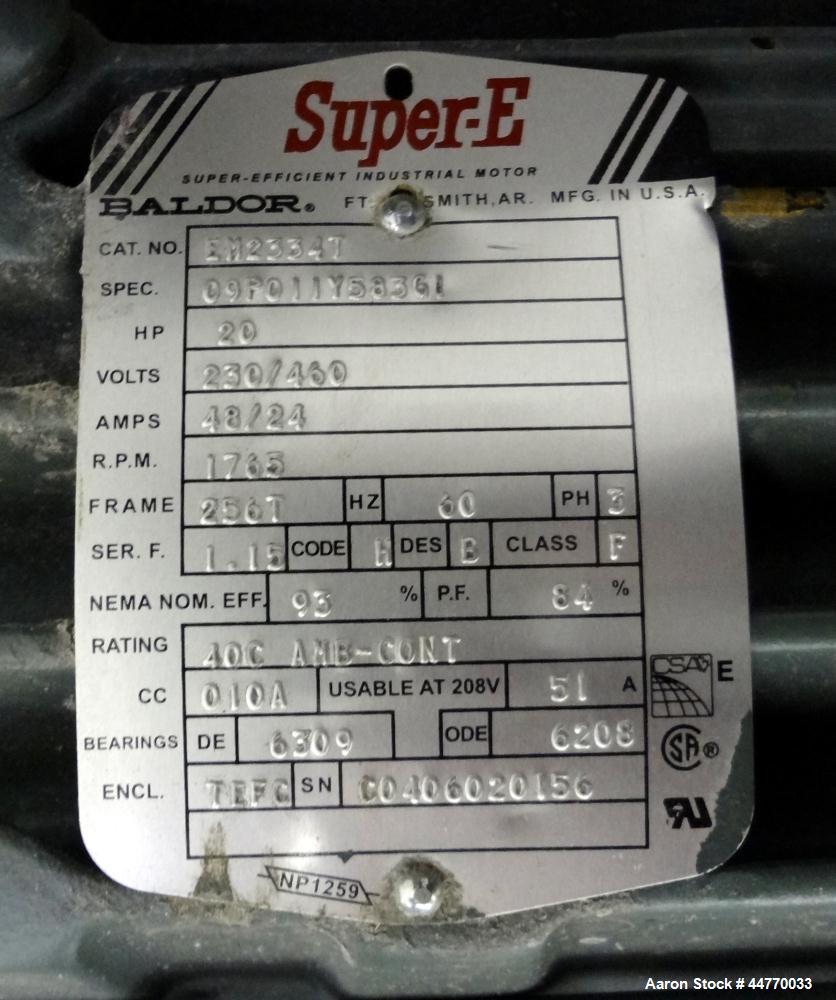 Super-E
SUPER-EFFICIENT INDUSTRIAL MOTOR
BALDOR® FT. SMITH, AR. MFG. IN U.S.A.
CAT. NO. EM2334T
SPEC. 09F011Y583G1
HP 20
VOLTS 230/460
AMPS 48/24
R.P.M. 1765
FRAME 256T HZ 60 PH 3
SER. F. 1.15 CODE H DES B CLASS F
NEMA NOM. EFF. 93 % P.F. 84 %
RATING 40C AMB-CONT
CC 010A USABLE AT 208V 51 A
BEARINGS DE 6309 ODE 6208
ENCL. TEFC SN C0406020156
CSA E
SA®
NP1259
Aaron Stock # 44770033